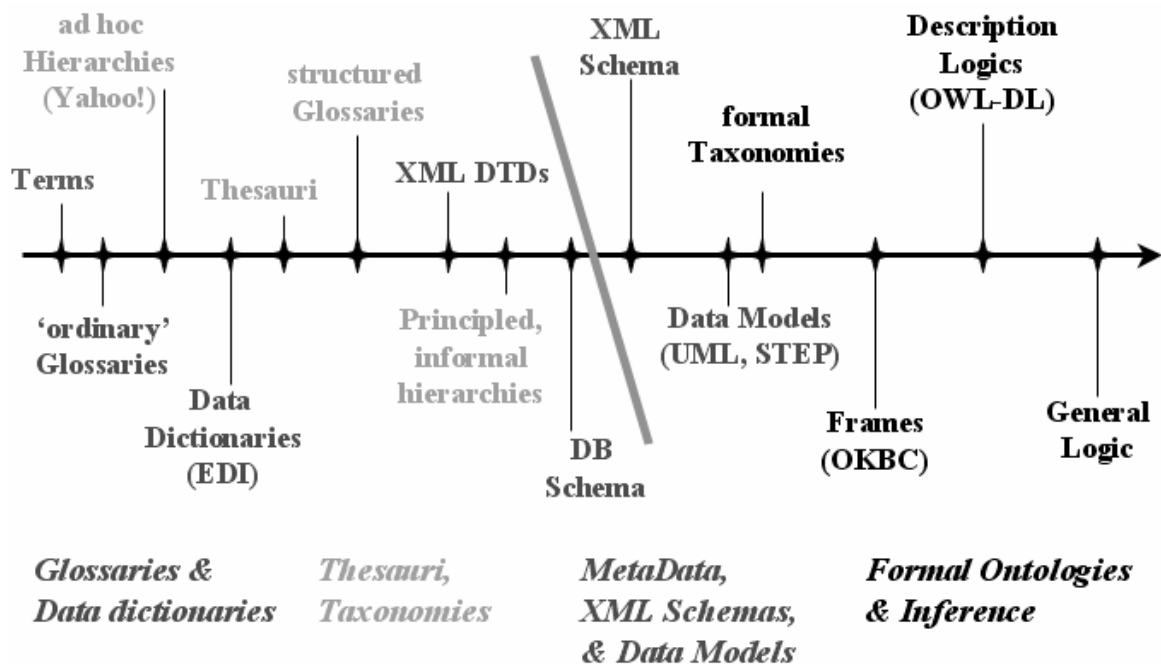 ad hoc
Hierarchies
(Yahoo!)
structured
Glossaries
XML
Schema
Description
Logics
(OWL-DL)
formal
Taxonomies
Terms
Thesauri
XML DTDs
‘ordinary’
Glossaries
Data
Dictionaries
(EDI)
Principled,
informal
hierarchies
DB
Schema
Data Models
(UML, STEP)
Frames
(OKBC)
General
Logic
Glossaries &
Data dictionaries
Thesauri,
Taxonomies
MetaData,
XML Schemas,
& Data Models
Formal Ontologies
& Inference